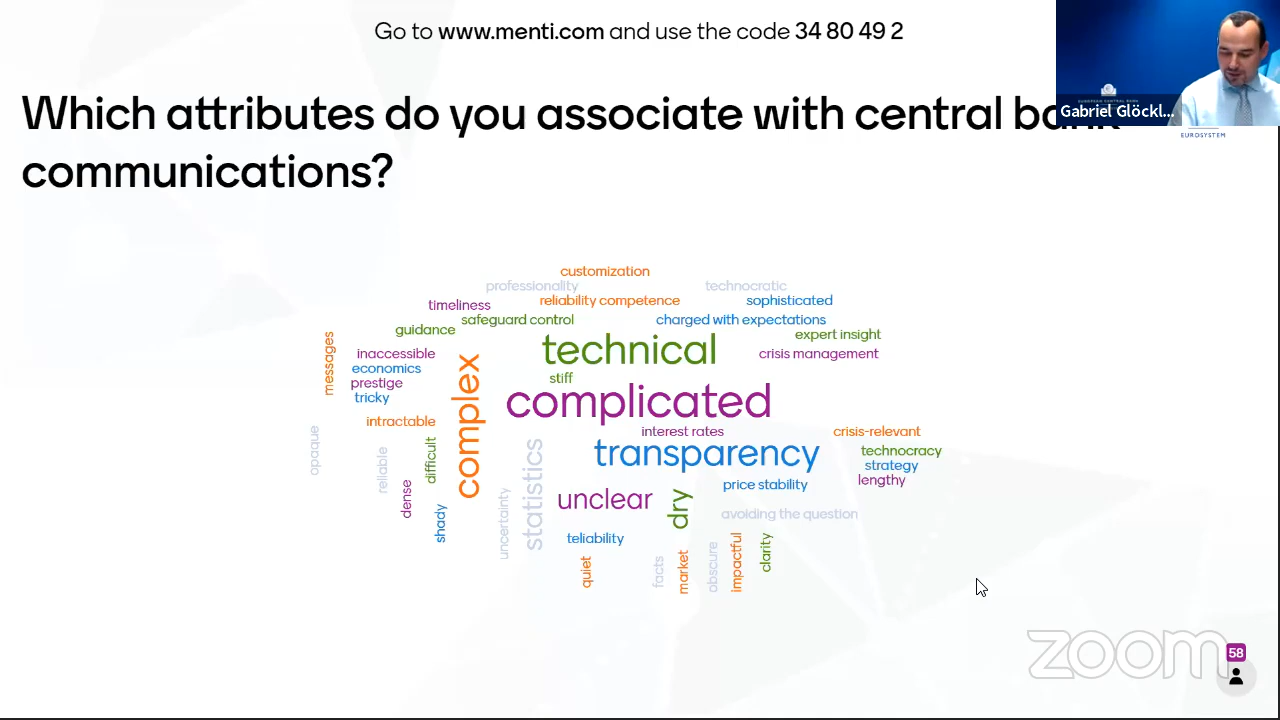 Go to www.menti.com and use the code 34 80 49 2
Which attributes do you associate with central bank
communications?
Gabriel Glöckl...
EUROSYSTEM
customization
professionality
technocratic
timeliness
reliability competence
sophisticated
guidance
safeguard control
charged with expectations
expert insight
messages
inaccessible
technical
crisis management
economics
prestige
stiff
tricky
complex
complicated
intractable
interest rates
crisis-relevant
opaque
reliable
difficult
transparency
technocracy
strategy
lengthy
dense
statistics
unclear
dry
price stability
shady
uncertainty
avoiding the question
teliability
quiet
facts
market
obscure
impactful
clarity
zoom
58